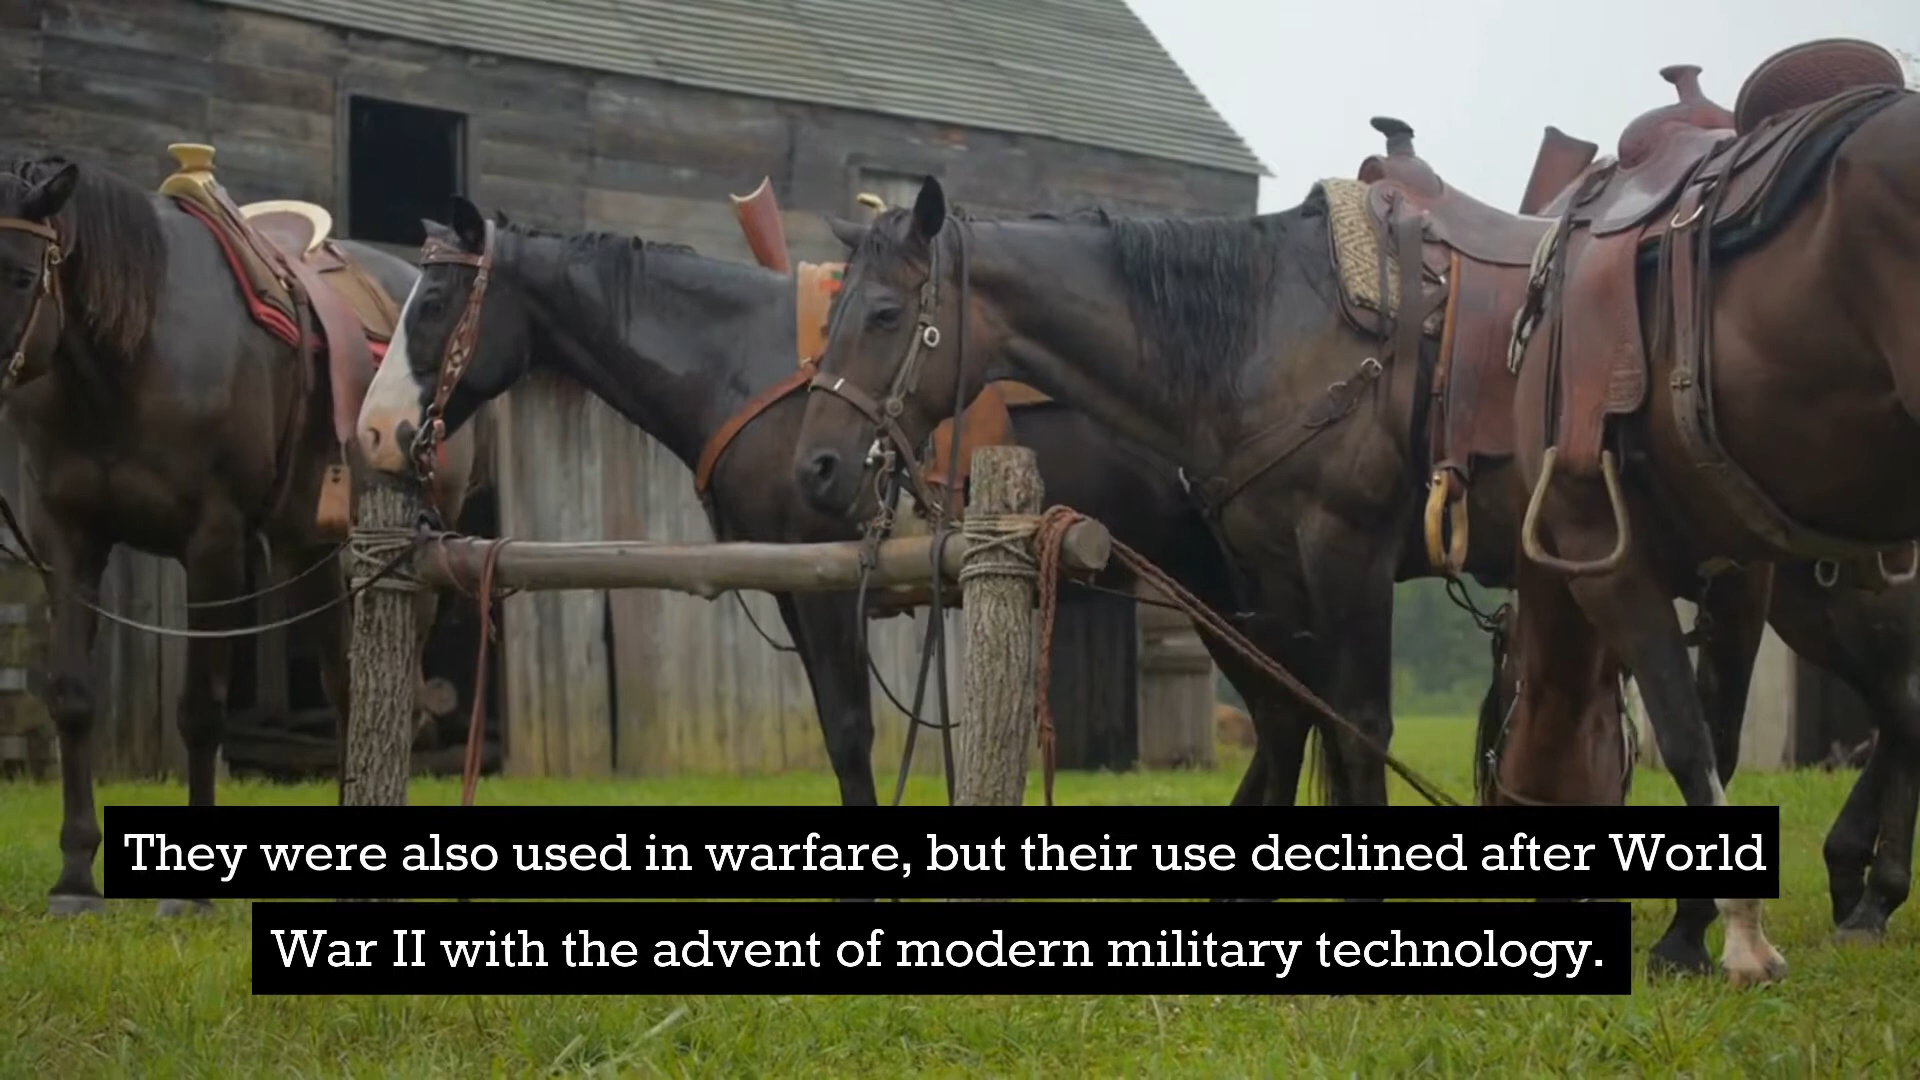 They were also used in warfare, but their use declined after World
War II with the advent of modern military technology.